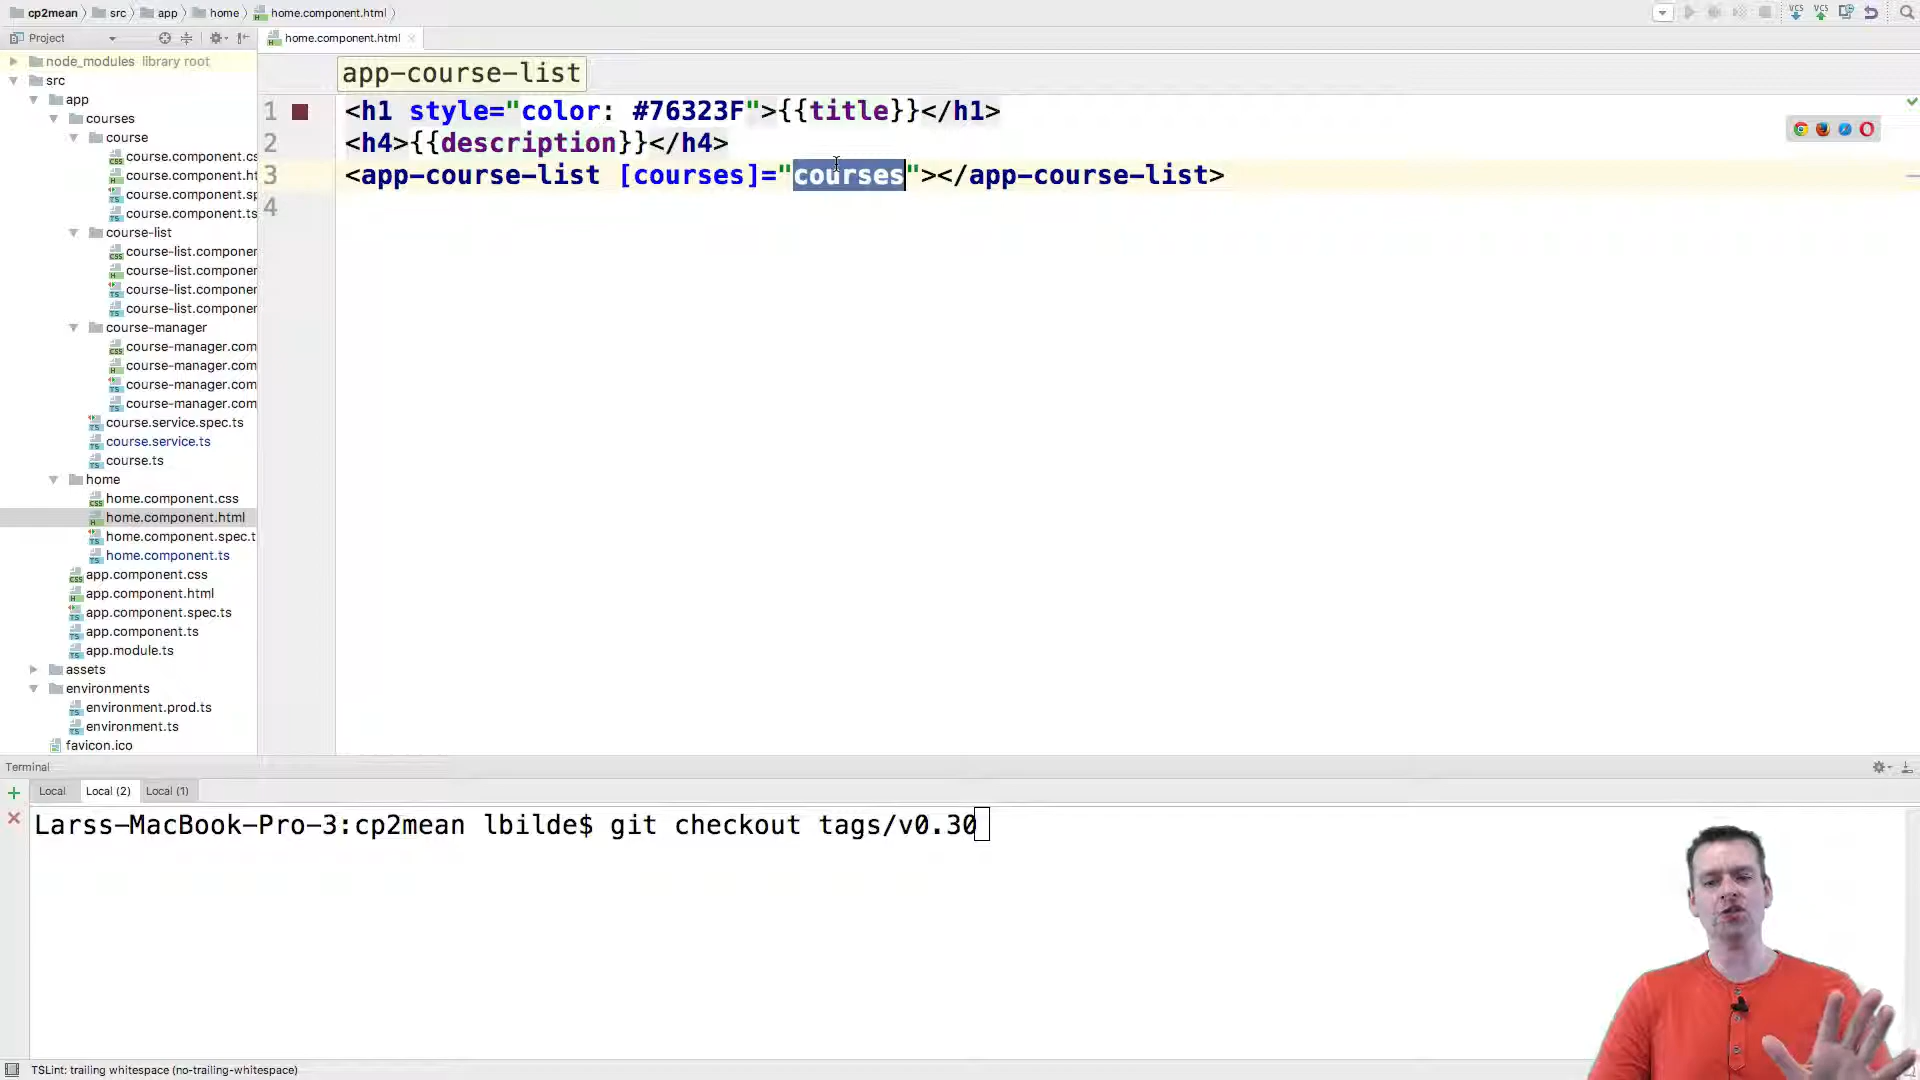 cp2mean src app home home.component.html
Project
home.component.html
node_modules library root
src
app
courses
course
course.component.cs
course.component.ht
course.component.sp
course.component.ts
course-list
course-list.componer
course-list.componer
course-list.componer
course-list.componer
course-manager
course-manager.com
course-manager.com
course-manager.com
course-manager.com
course.service.spec.ts
course.service.ts
course.ts
home
home.component.css
home.component.html
home.component.spec.t
home.component.ts
app.component.css
app.component.html
app.component.spec.ts
app.component.ts
app.module.ts
assets
environments
environment.prod.ts
environment.ts
favicon.ico
app-course-list
1 <h1 style="color: #76323F">{{title}}</h1>
2 <h4>{{description}}</h4>
3 <app-course-list [courses]="courses"></app-course-list>
4
Terminal
Local Local (2) Local (1)
Larss-MacBook-Pro-3:cp2mean lbilde$ git checkout tags/v0.30
TSLint: trailing whitespace (no-trailing-whitespace)